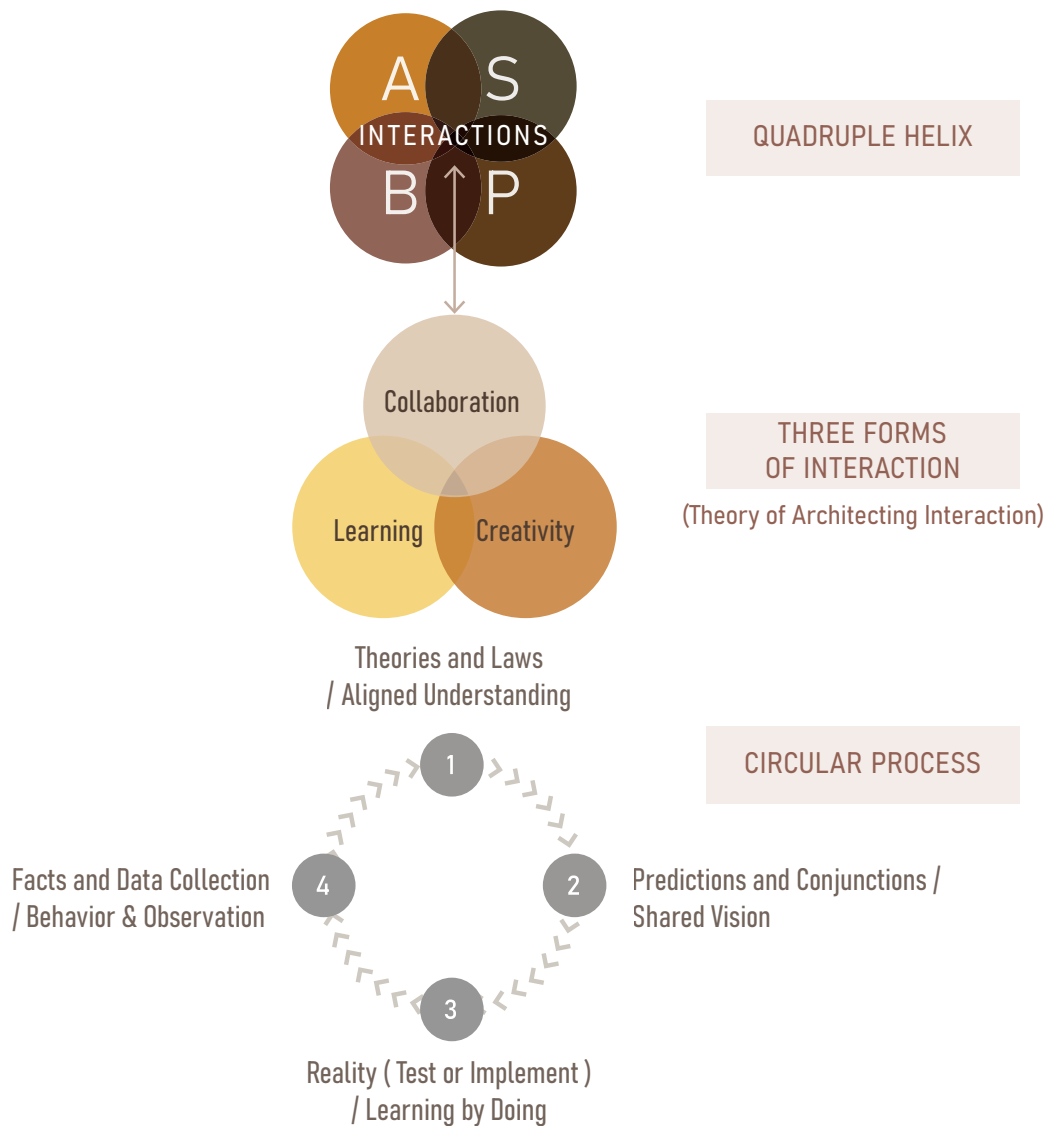 A S
INTERACTIONS
B P
QUADRUPLE HELIX
Collaboration
Learning
Creativity
THREE FORMS
OF INTERACTION
(Theory of Architecting Interaction)
Theories and Laws
/ Aligned Understanding
CIRCULAR PROCESS
1
2
Predictions and Conjunctions /
Shared Vision
3
Reality ( Test or Implement )
/ Learning by Doing
4
Facts and Data Collection
/ Behavior & Observation